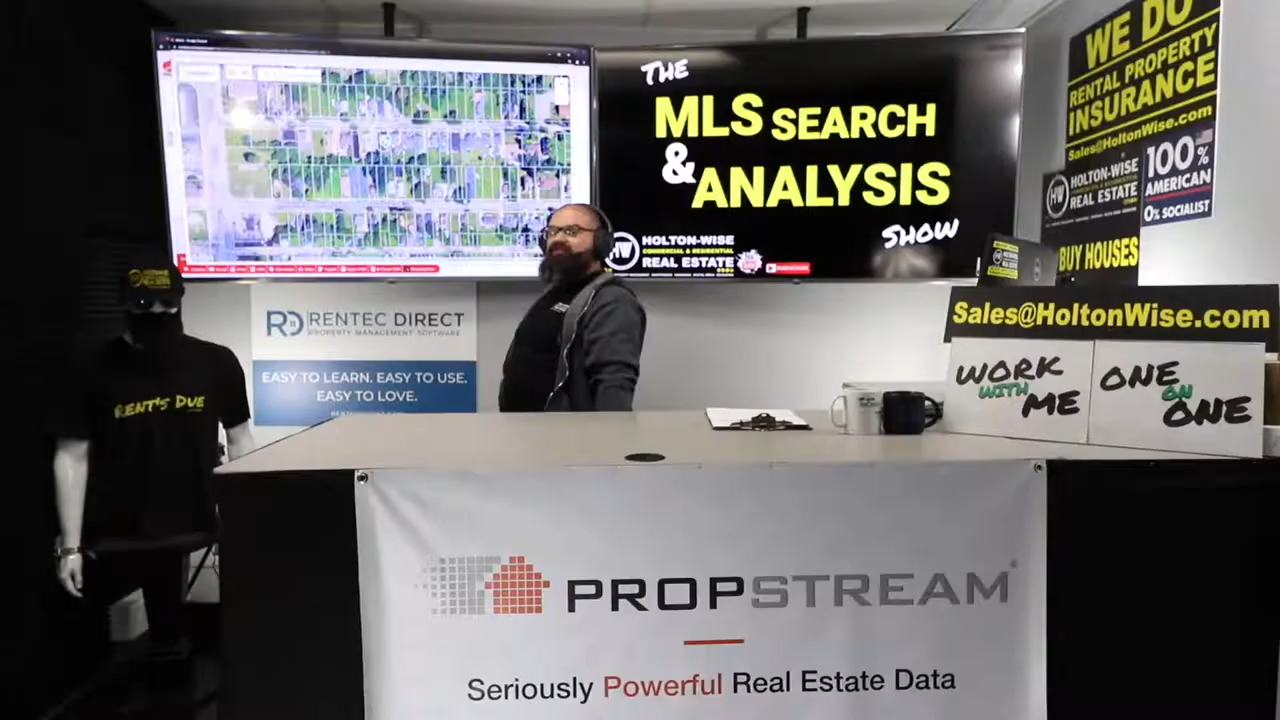 THE
MLS SEARCH
& ANALYSIS
SHOW
HW
HOLTON-WISE
COMMERCIAL & RESIDENTIAL
REAL ESTATE
WE DO
RENTAL PROPERTY
INSURANCE
Sales@HoltonWise.com
HW
HOLTON-WISE
REAL ESTATE
100%
AMERICAN
0% SOCIALIST
BUY HOUSES
Sales@HoltonWise.com
WORK
WITH
ME
ONE
ON
ONE
RD RENTEC DIRECT
PROPERTY MANAGEMENT SOFTWARE
EASY TO LEARN. EASY TO USE.
EASY TO LOVE.
RENT'S DUE
PROPSTREAM
Seriously Powerful Real Estate Data